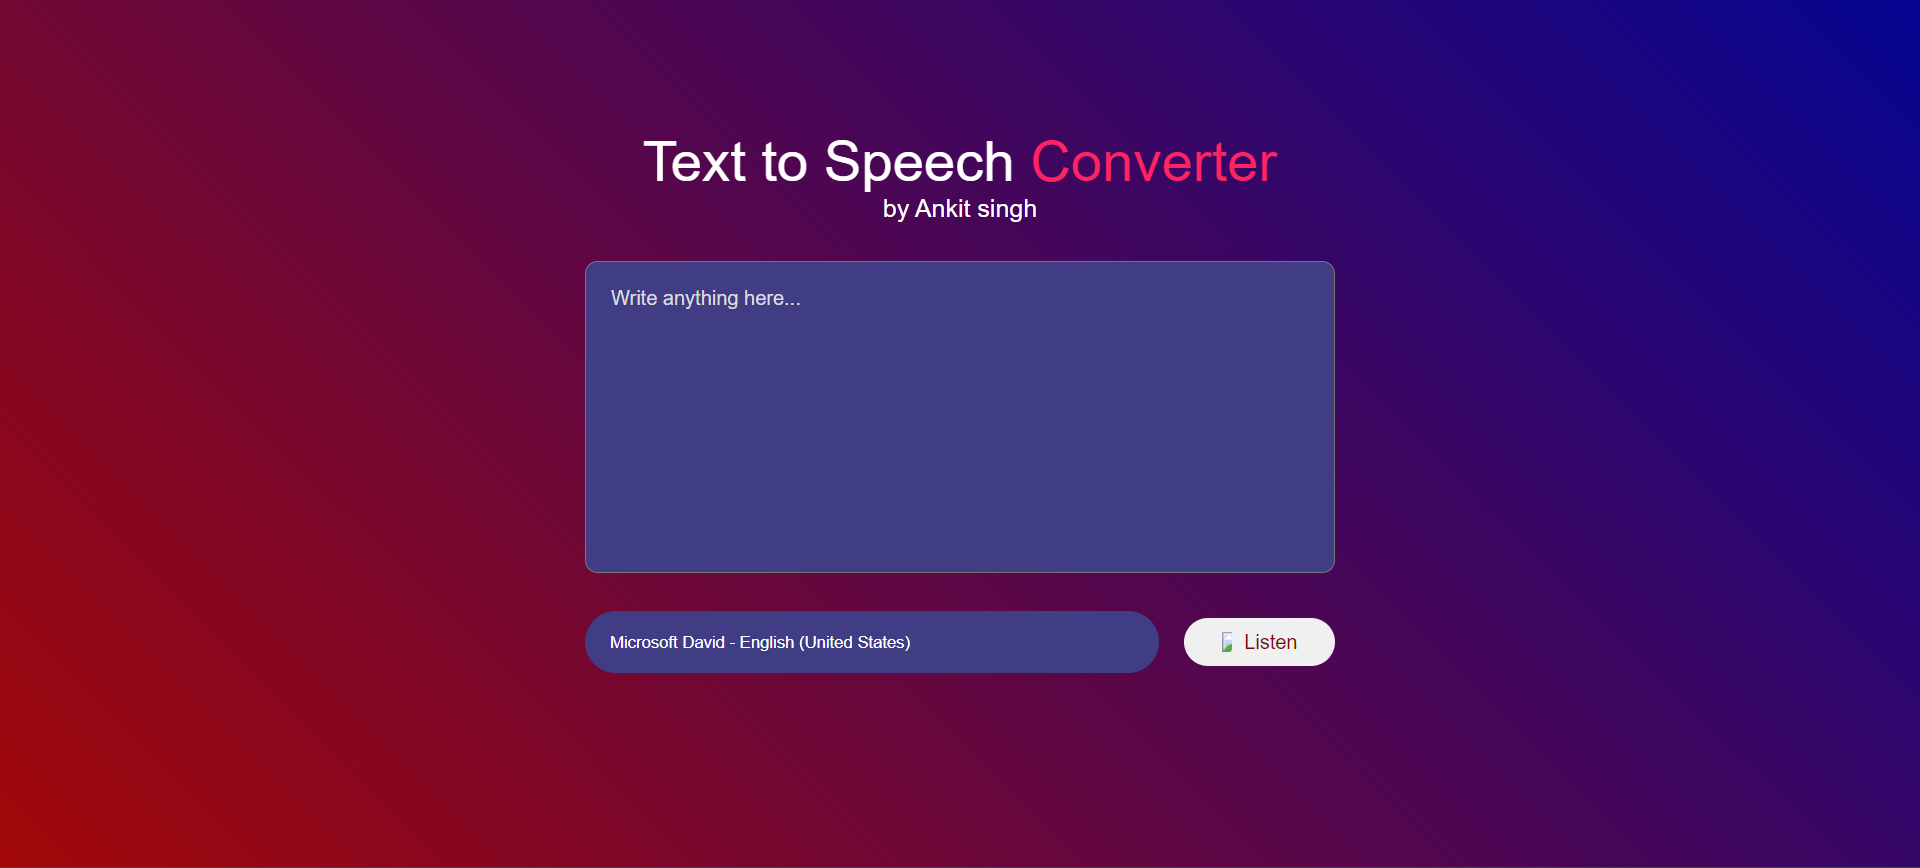 Text to Speech Converter
by Ankit singh
Write anything here...
Microsoft David - English (United States)
Listen